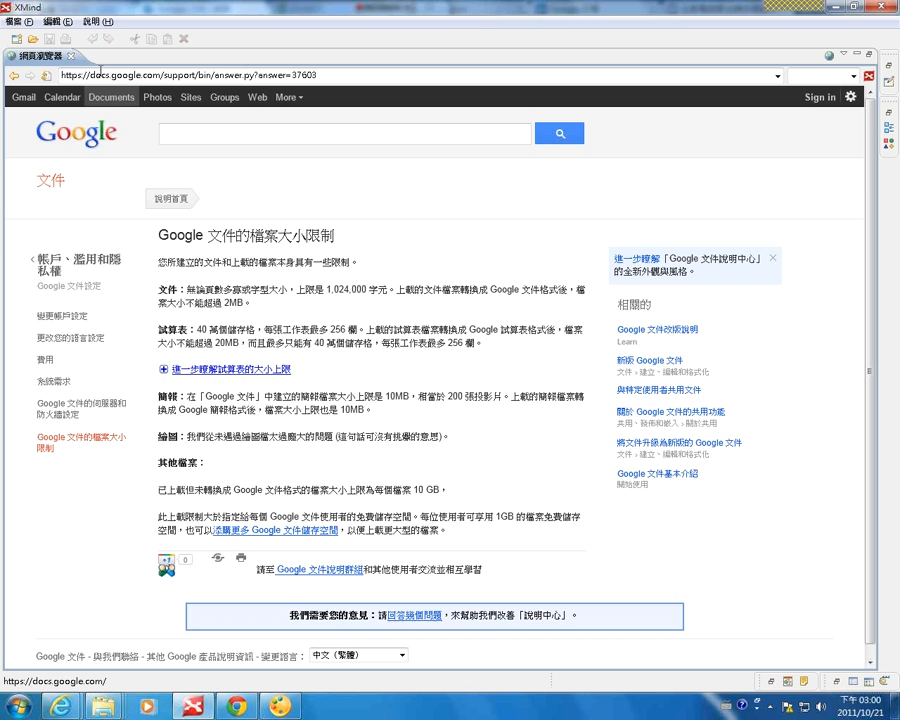 XMind
檔案 (F) 編輯 (E) 說明 (H)
網頁瀏覽器
https://docs.google.com/support/bin/answer.py?answer=37603
Gmail Calendar Documents Photos Sites Groups Web More Sign in
Google
文件
說明首頁
Google 文件的檔案大小限制
帳戶、濫用和隱私權
Google 文件設定
變更帳戶設定
更改您的語言設定
費用
系統需求
Google 文件的伺服器和
防火牆設定
Google 文件的檔案大小
限制
您所建立的文件和上載的檔案本身具有一些限制。
文件：無論頁數多寡或字型大小，上限是 1,024,000 字元。上載的文件檔案轉換成 Google 文件格式後，檔
案大小不能超過 2MB。
試算表：40 萬個儲存格，每張工作表最多 256 欄。上載的試算表檔案轉換成 Google 試算表格式後，檔案
大小不能超過 20MB，而且最多只能有 40 萬個儲存格，每張工作表最多 256 欄。
進一步瞭解試算表的大小上限
簡報：在「Google 文件」中建立的簡報檔案大小上限是 10MB，相當於 200 張投影片。上載的簡報檔案轉
換成 Google 簡報格式後，檔案大小上限也是 10MB。
繪圖：我們從未遇過繪圖檔太過龐大的問題 (這句話可沒有挑釁的意思)。
其他檔案：
已上載但未轉換成 Google 文件格式的檔案大小上限為每個檔案 10 GB，
此上載限制大於指定給每個 Google 文件使用者的免費儲存空間。每位使用者可享用 1GB 的檔案免費儲存
空間，也可以添購更多 Google 文件儲存空間，以便上載更大型的檔案。
+1 0
請至 Google 文件說明群組和其他使用者交流並相互學習
進一步瞭解「Google 文件說明中心」
的全新外觀與風格。
相關的
Google 文件改版說明
Learn
新版 Google 文件
文件 › 建立、編輯和格式化
與特定使用者共用文件
關於 Google 文件的共用功能
共用、發佈和嵌入 › 關於共用
將文件升級為新版的 Google 文件
文件 › 建立、編輯和格式化
Google 文件基本介紹
開始使用
我們需要您的意見：請回答幾個問題，來幫助我們改善「說明中心」。
Google 文件 - 與我們聯絡 - 其他 Google 產品說明資訊 - 變更語言： 中文（繁體）
https://docs.google.com/
下午 03:00
2011/10/21